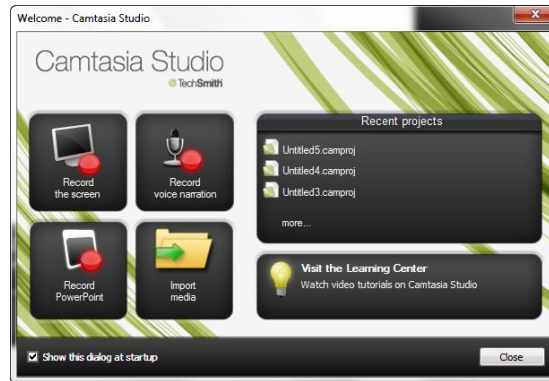 Welcome - Camtasia Studio
Camtasia Studio
TechSmith
Record
the screen
Record
voice narration
Record
PowerPoint
Import
media
Recent projects
Untitled5.camproj
Untitled4.camproj
Untitled3.camproj
more...
Visit the Learning Center
Watch video tutorials on Camtasia Studio
Show this dialog at startup
Close